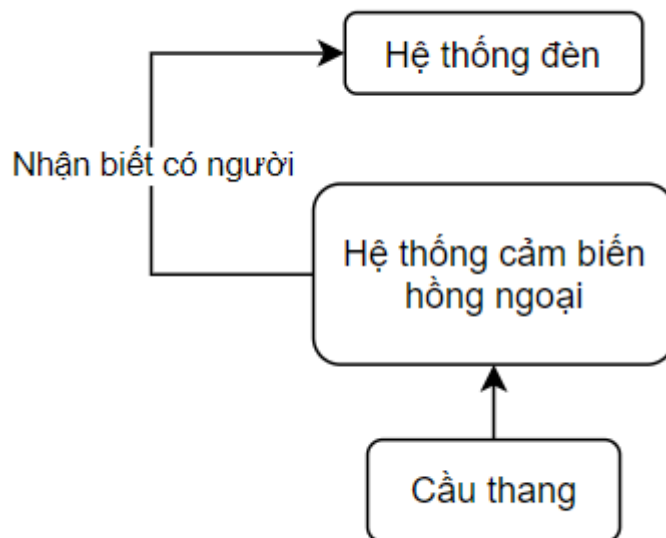 Hệ thống đèn
Nhận biết có người
Hệ thống cảm biến
hồng ngoại
Cầu thang